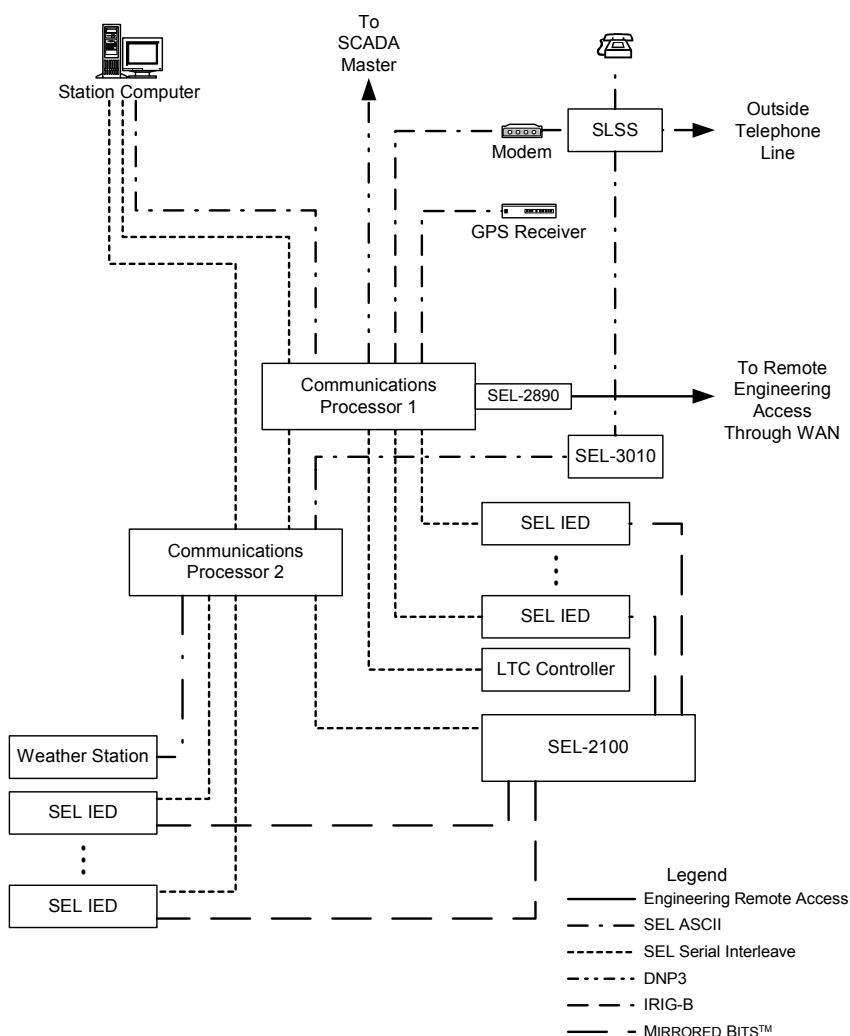 To
SCADA
Master
Station Computer
SLSS
Outside
Telephone
Line
Modem
GPS Receiver
Communications
Processor 1
SEL-2890
To Remote
Engineering
Access
Through WAN
SEL-3010
SEL IED
Communications
Processor 2
SEL IED
LTC Controller
SEL-2100
Weather Station
SEL IED
SEL IED
Legend
Engineering Remote Access
SEL ASCII
SEL Serial Interleave
DNP3
IRIG-B
MIRRORED BITS™